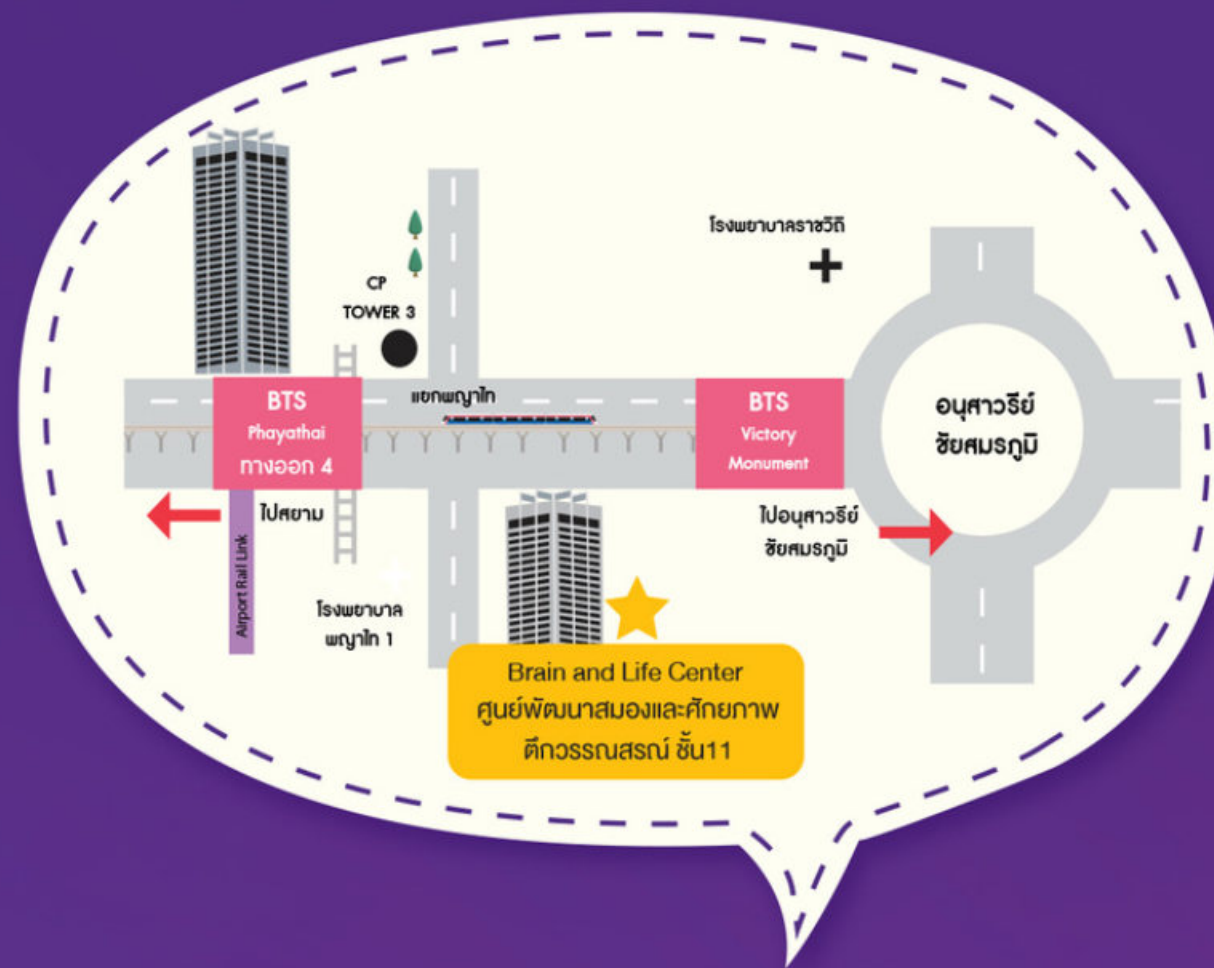 โรงพยาบาลราชวิถี
CP
TOWER 3
BTS
Phayathai
ทางออก 4
แยกพญาไท
BTS
Victory
Monument
อนุสาวรีย์
ชัยสมรภูมิ
ไปสยาม
ไปอนุสาวรีย์
ชัยสมรภูมิ
Airport Rail Link
โรงพยาบาล
พญาไท 1
Brain and Life Center
ศูนย์พัฒนาสมองและศักยภาพ
ตึกวรรณสรณ์ ชั้น11